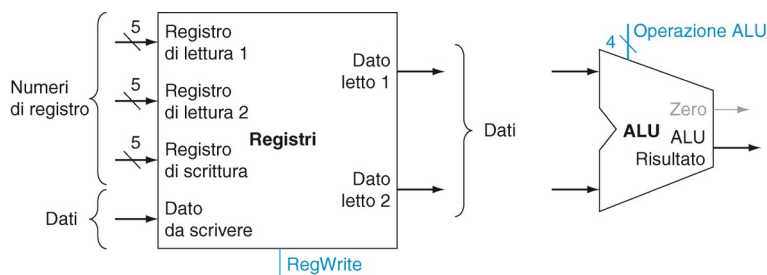 Numeri
di registro
Dati
5
Registro
di lettura 1
5
Registro
di lettura 2
5
Registro
di scrittura
Dato
da scrivere
Registri
Dato
letto 1
Dato
letto 2
RegWrite
Dati
4
Operazione ALU
Zero
ALU
ALU
Risultato